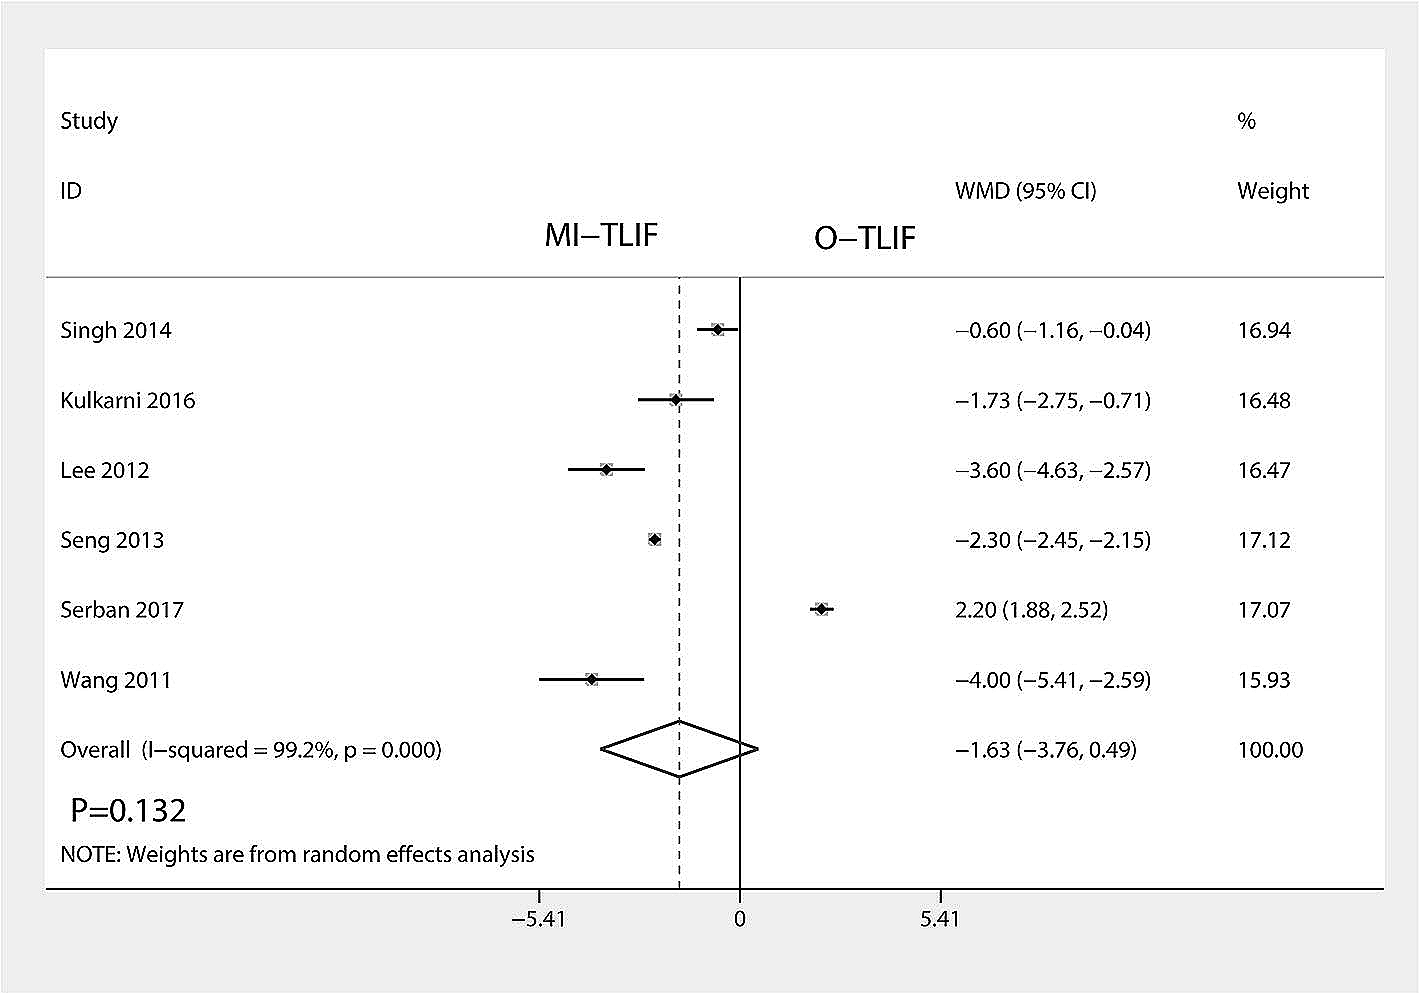 Study %
ID WMD (95% CI) Weight
MI−TLIF O−TLIF
Singh 2014 −0.60 (−1.16, −0.04) 16.94
Kulkarni 2016 −1.73 (−2.75, −0.71) 16.48
Lee 2012 −3.60 (−4.63, −2.57) 16.47
Seng 2013 −2.30 (−2.45, −2.15) 17.12
Serban 2017 2.20 (1.88, 2.52) 17.07
Wang 2011 −4.00 (−5.41, −2.59) 15.93
Overall (I−squared = 99.2%, p = 0.000) −1.63 (−3.76, 0.49) 100.00
P=0.132
NOTE: Weights are from random effects analysis
−5.41 0 5.41